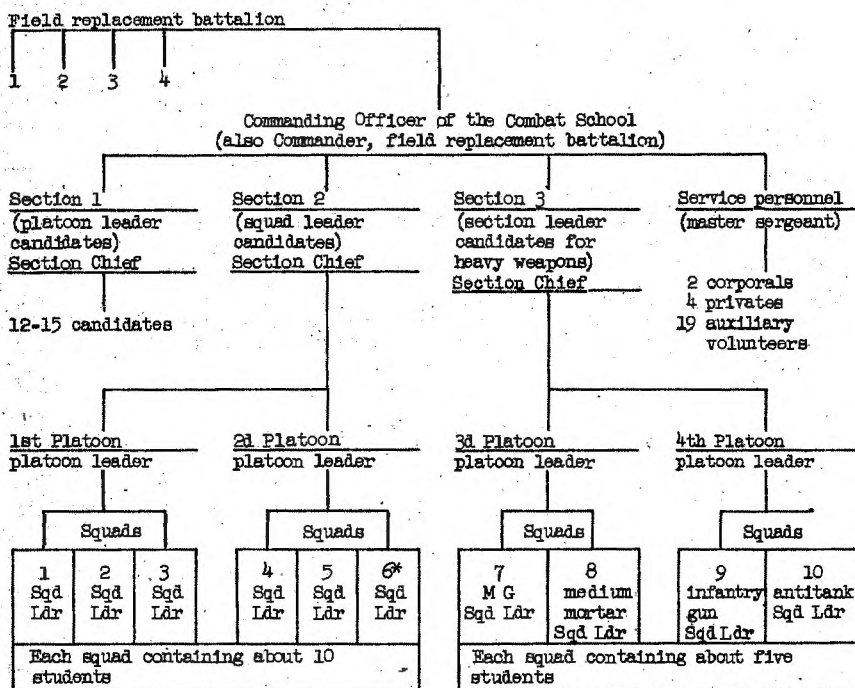 Field replacement battalion
1 2 3 4
Commanding Officer of the Combat School
(also Commander, field replacement battalion)
Section 1
(platoon leader
candidates)
Section Chief
12-15 candidates
Section 2
(squad leader
candidates)
Section Chief
Section 3
(section leader
candidates for
heavy weapons)
Section Chief
Service personnel
(master sergeant)
2 corporals
4 privates
19 auxiliary
volunteers
1st Platoon
platoon leader
2d Platoon
platoon leader
3d Platoon
platoon leader
4th Platoon
platoon leader
Squads
Squads
Squads
Squads
1
Sqd
Ldr
2
Sqd
Ldr
3
Sqd
Ldr
4
Sqd
Ldr
5
Sqd
Ldr
6*
Sqd
Ldr
7
M G
Sqd Ldr
8
medium
mortar
Sqd Ldr
9
infantry
gun
Sqd Ldr
10
antitank
Sqd Ldr
Each squad containing about 10
students
Each squad containing about five
students